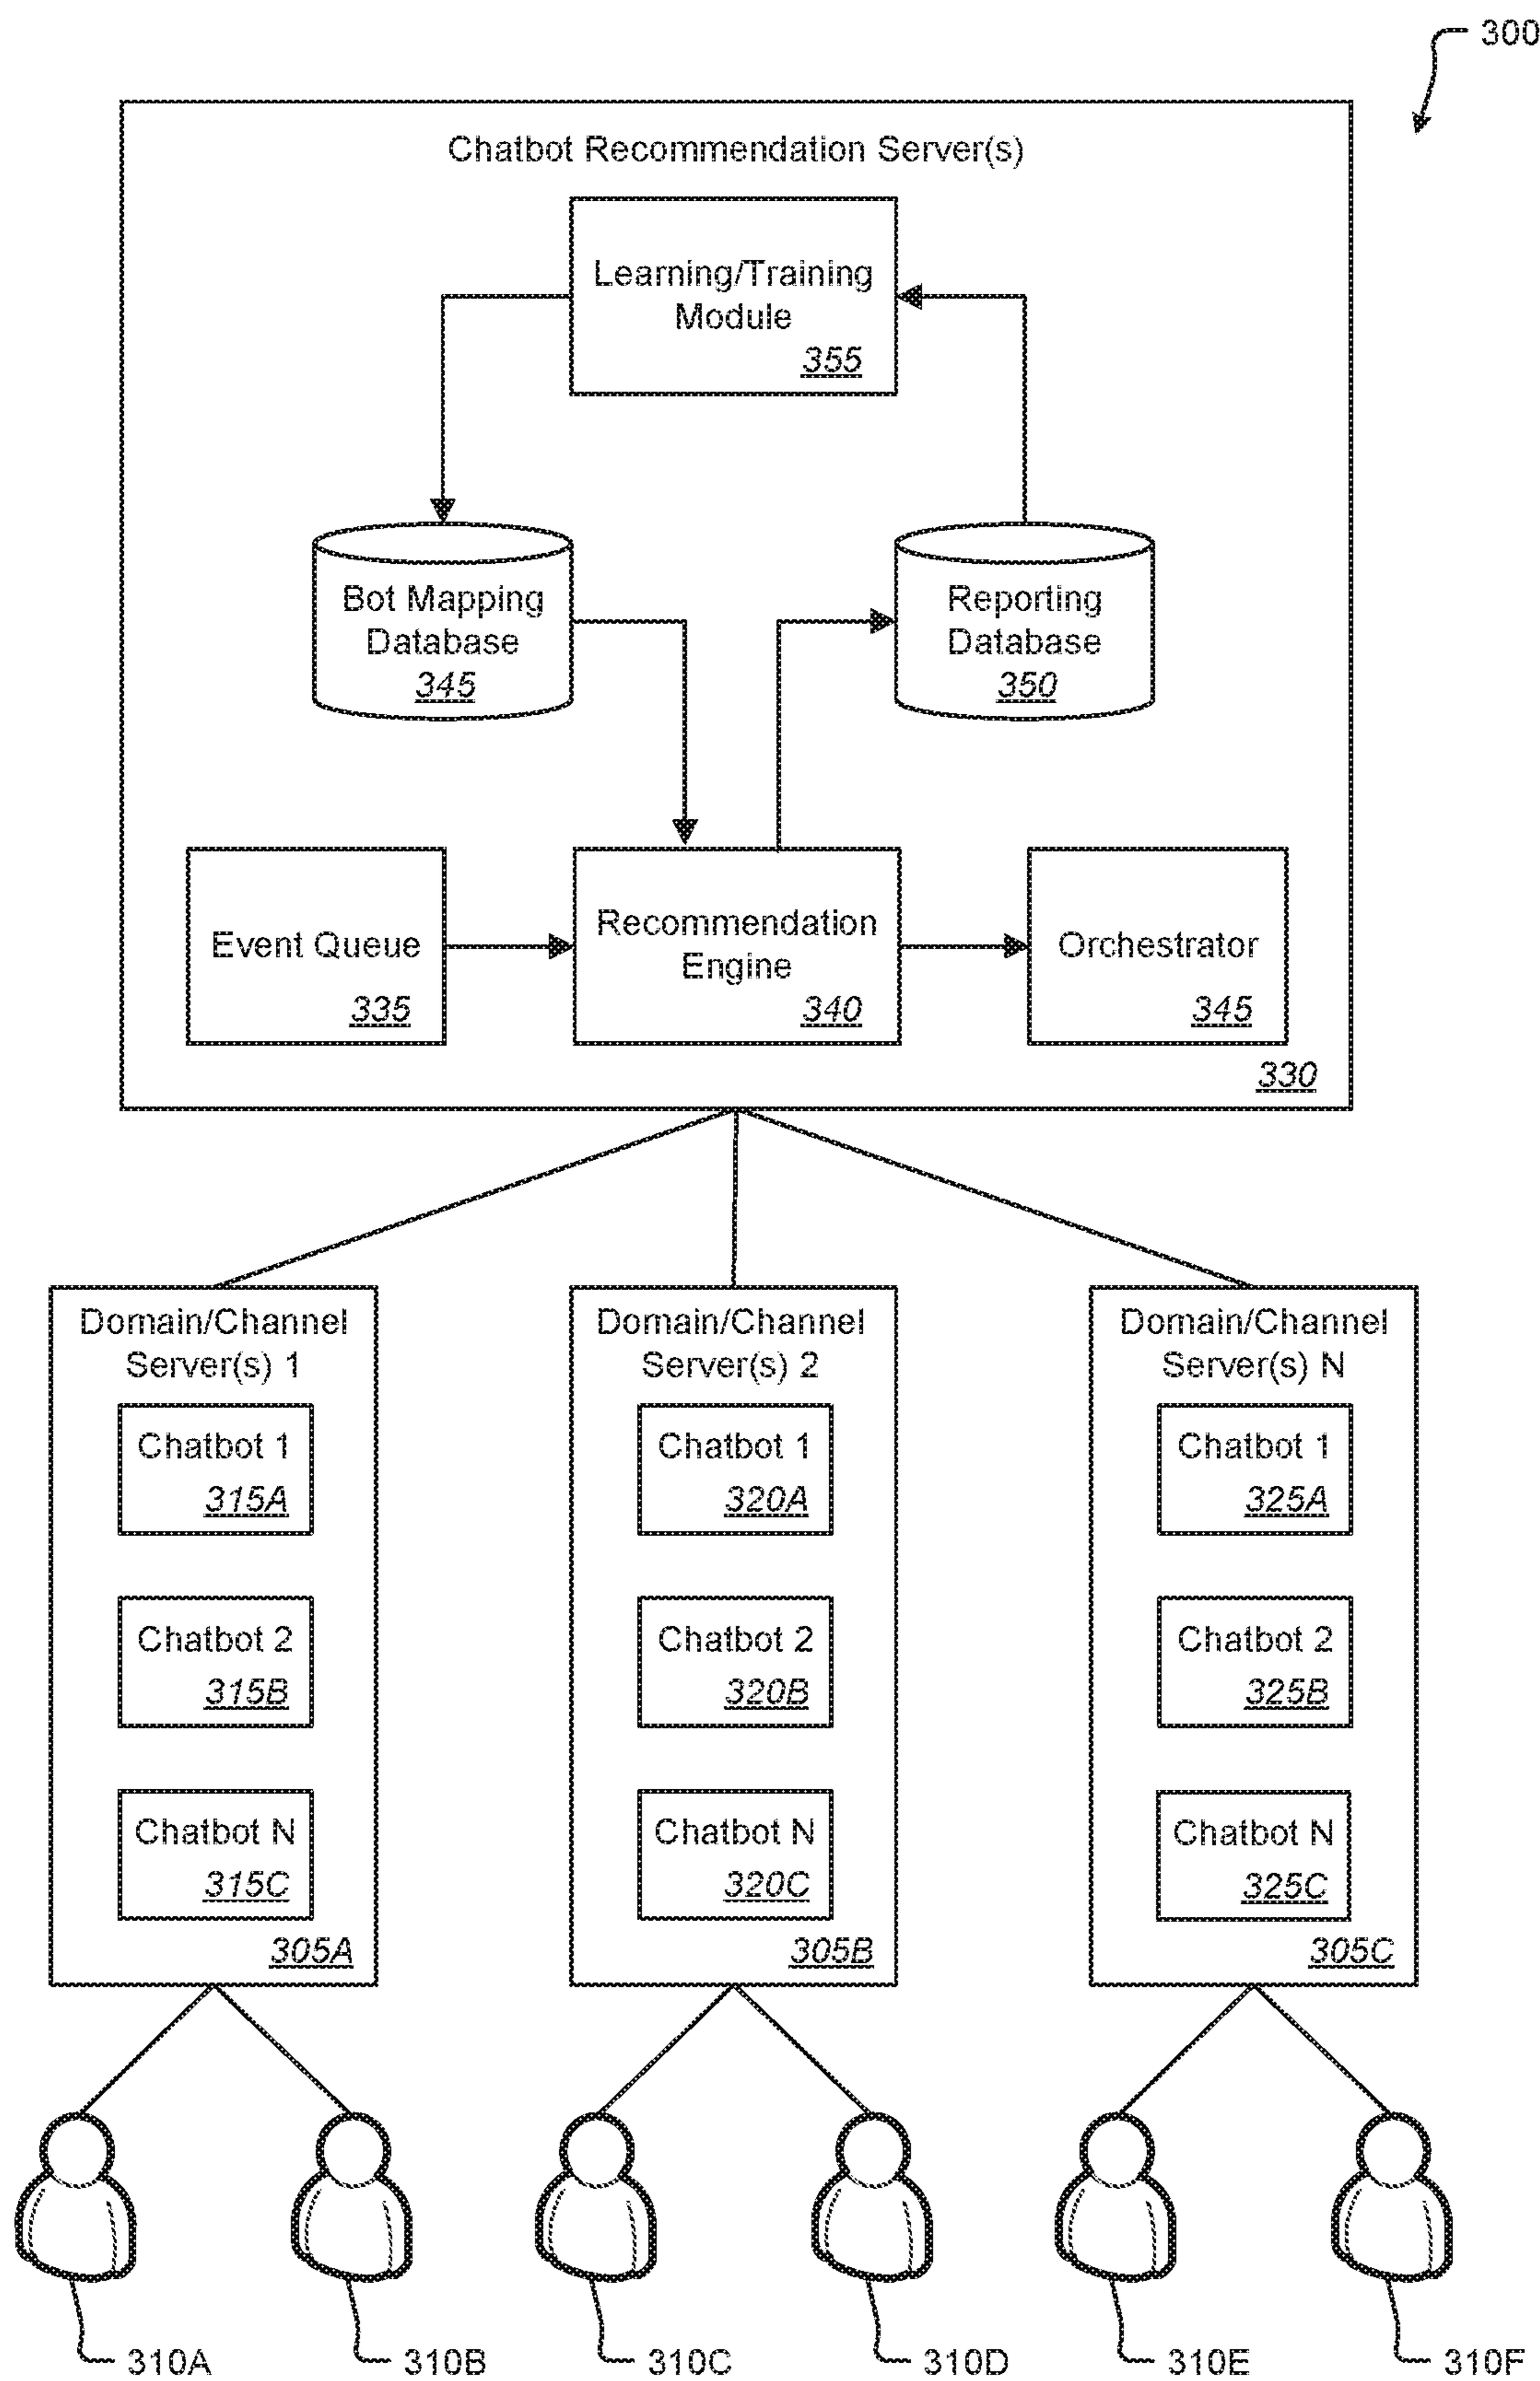 300
Chatbot Recommendation Server(s)
Learning/Training
Module
355
Bot Mapping
Database
345
Reporting
Database
350
Event Queue
335
Recommendation
Engine
340
Orchestrator
345
330
Domain/Channel
Server(s) 1
Chatbot 1
315A
Chatbot 2
315B
Chatbot N
315C
305A
Domain/Channel
Server(s) 2
Chatbot 1
320A
Chatbot 2
320B
Chatbot N
320C
305B
Domain/Channel
Server(s) N
Chatbot 1
325A
Chatbot 2
325B
Chatbot N
325C
305C
310A
310B
310C
310D
310E
310F